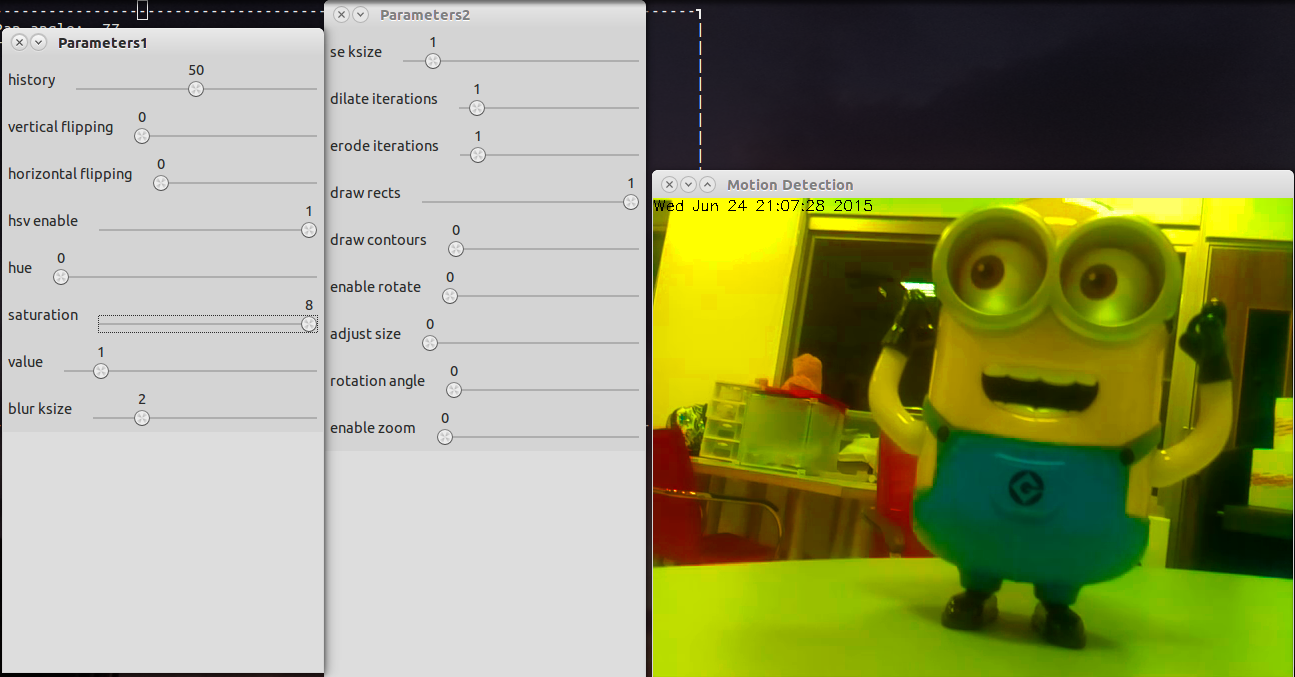 Pan angle: 77
Parameters1
history
50
vertical flipping
0
horizontal flipping
0
hsv enable
1
hue
0
saturation
8
value
1
blur ksize
2
Parameters2
se ksize
1
dilate iterations
1
erode iterations
1
draw rects
1
draw contours
0
enable rotate
0
adjust size
0
rotation angle
0
enable zoom
0
Motion Detection
Wed Jun 24 21:07:28 2015